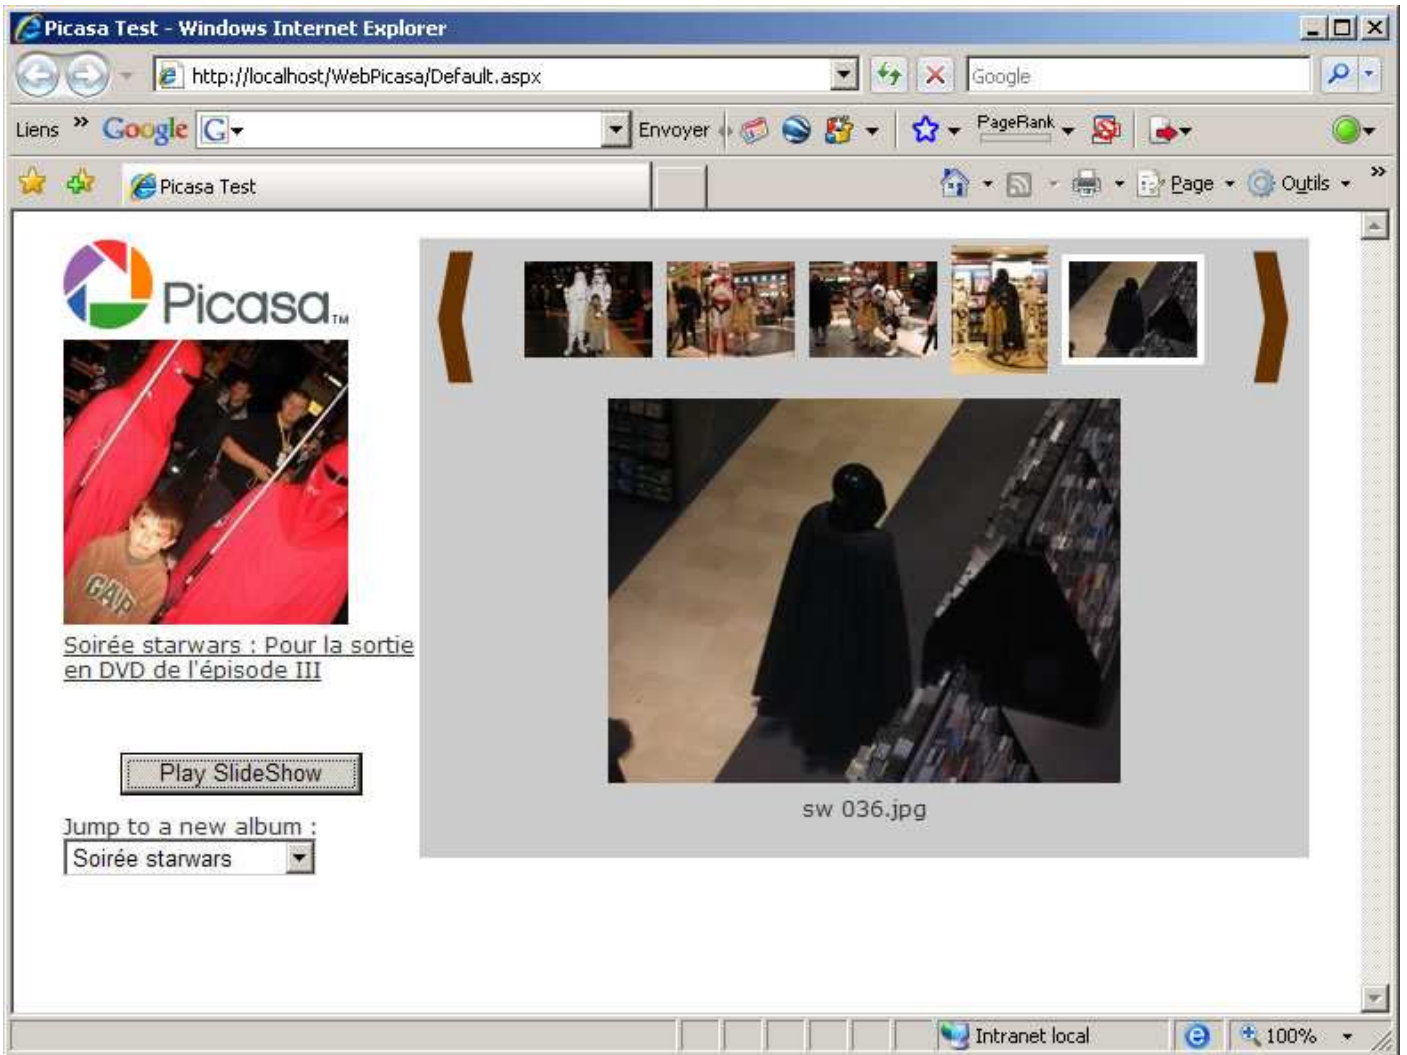 Picasa Test - Windows Internet Explorer
http://localhost/WebPicasa/Default.aspx
Google
Liens » Google G
Envoyer
PageRank
Picasa Test
Page
Outils »
Picasa™
GAP
Soirée starwars : Pour la sortie
en DVD de l'épisode III
Play SlideShow
Jump to a new album :
Soirée starwars
sw 036.jpg
Intranet local
100%